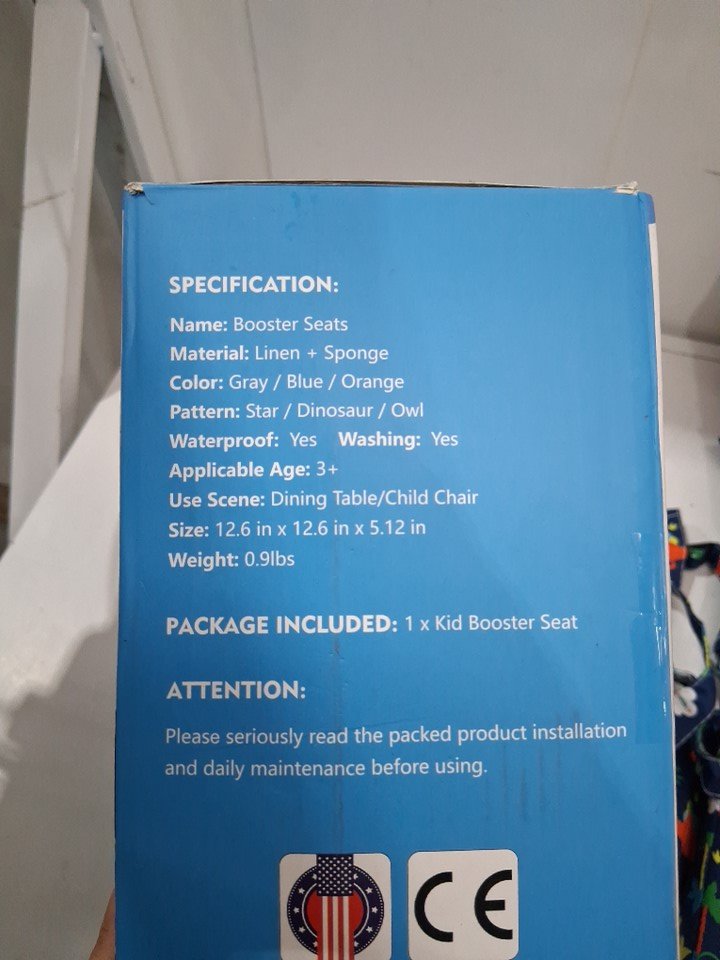 SPECIFICATION:
Name: Booster Seats
Material: Linen + Sponge
Color: Gray / Blue / Orange
Pattern: Star / Dinosaur / Owl
Waterproof: Yes Washing: Yes
Applicable Age: 3+
Use Scene: Dining Table/Child Chair
Size: 12.6 in x 12.6 in x 5.12 in
Weight: 0.9lbs
PACKAGE INCLUDED: 1 x Kid Booster Seat
ATTENTION:
Please seriously read the packed product installation
and daily maintenance before using.
CE